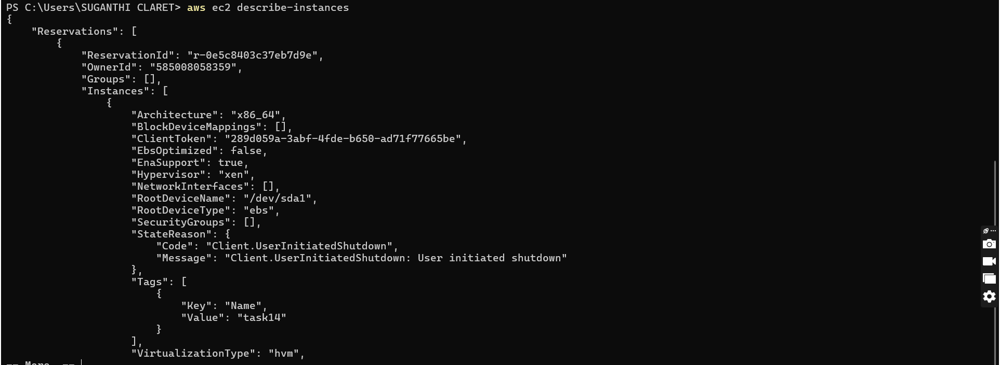 PS C:\Users\SUGANTHI CLARET> aws ec2 describe-instances
{
    "Reservations": [
        {
            "ReservationId": "r-0e5c8403c37eb7d9e",
            "OwnerId": "585008058359",
            "Groups": [],
            "Instances": [
                {
                    "Architecture": "x86_64",
                    "BlockDeviceMappings": [],
                    "ClientToken": "289d059a-3abf-4fde-b650-ad71f77665be",
                    "EbsOptimized": false,
                    "EnaSupport": true,
                    "Hypervisor": "xen",
                    "NetworkInterfaces": [],
                    "RootDeviceName": "/dev/sda1",
                    "RootDeviceType": "ebs",
                    "SecurityGroups": [],
                    "StateReason": {
                        "Code": "Client.UserInitiatedShutdown",
                        "Message": "Client.UserInitiatedShutdown: User initiated shutdown"
                    },
                    "Tags": [
                        {
                            "Key": "Name",
                            "Value": "task14"
                        }
                    ],
                    "VirtualizationType": "hvm",
-- More  --